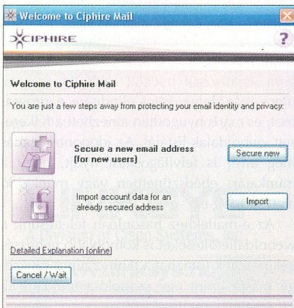 Welcome to Ciphire Mail
CIPHIRE
?
Welcome to Ciphire Mail
You are just a few steps away from protecting your email identity and privacy:
Secure a new email address
(for new users)
Secure new
Import account data for an
already secured address
Import
Detailed Explanation (online)
Cancel / Wait